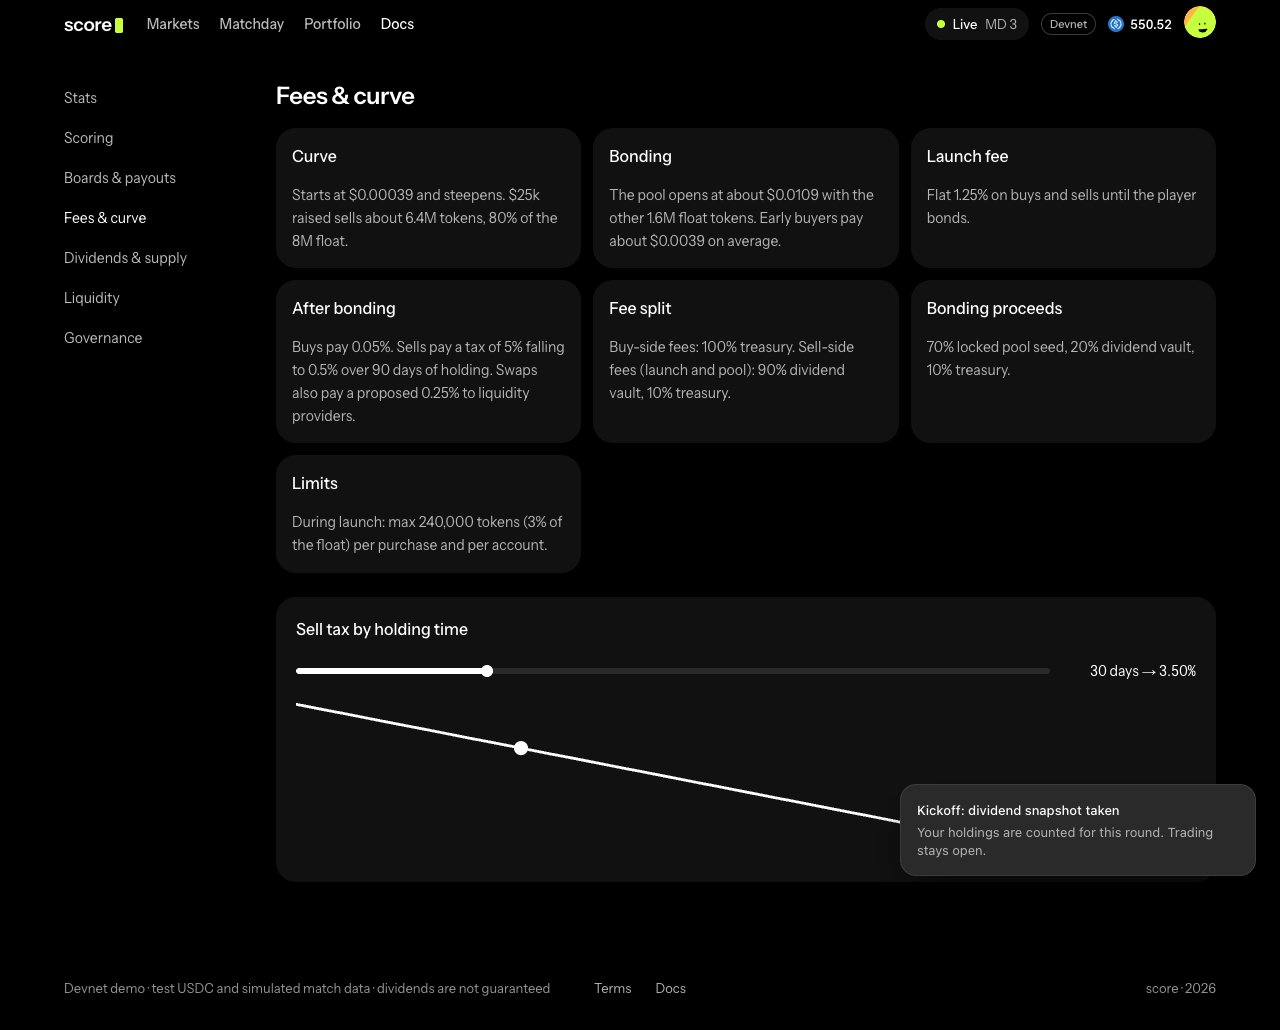 score
Markets
Matchday
Portfolio
Docs
Live MD 3
Devnet
550.52
Stats
Scoring
Boards & payouts
Fees & curve
Dividends & supply
Liquidity
Governance
Fees & curve
Curve
Starts at $0.00039 and steepens. $25k
raised sells about 6.4M tokens, 80% of the
8M float.
Bonding
The pool opens at about $0.0109 with the
other 1.6M float tokens. Early buyers pay
about $0.0039 on average.
Launch fee
Flat 1.25% on buys and sells until the player
bonds.
After bonding
Buys pay 0.05%. Sells pay a tax of 5% falling
to 0.5% over 90 days of holding. Swaps
also pay a proposed 0.25% to liquidity
providers.
Fee split
Buy-side fees: 100% treasury. Sell-side
fees (launch and pool): 90% dividend
vault, 10% treasury.
Bonding proceeds
70% locked pool seed, 20% dividend vault,
10% treasury.
Limits
During launch: max 240,000 tokens (3% of
the float) per purchase and per account.
Sell tax by holding time
30 days → 3.50%
Kickoff: dividend snapshot taken
Your holdings are counted for this round. Trading
stays open.
Devnet demo · test USDC and simulated match data · dividends are not guaranteed
Terms
Docs
score · 2026